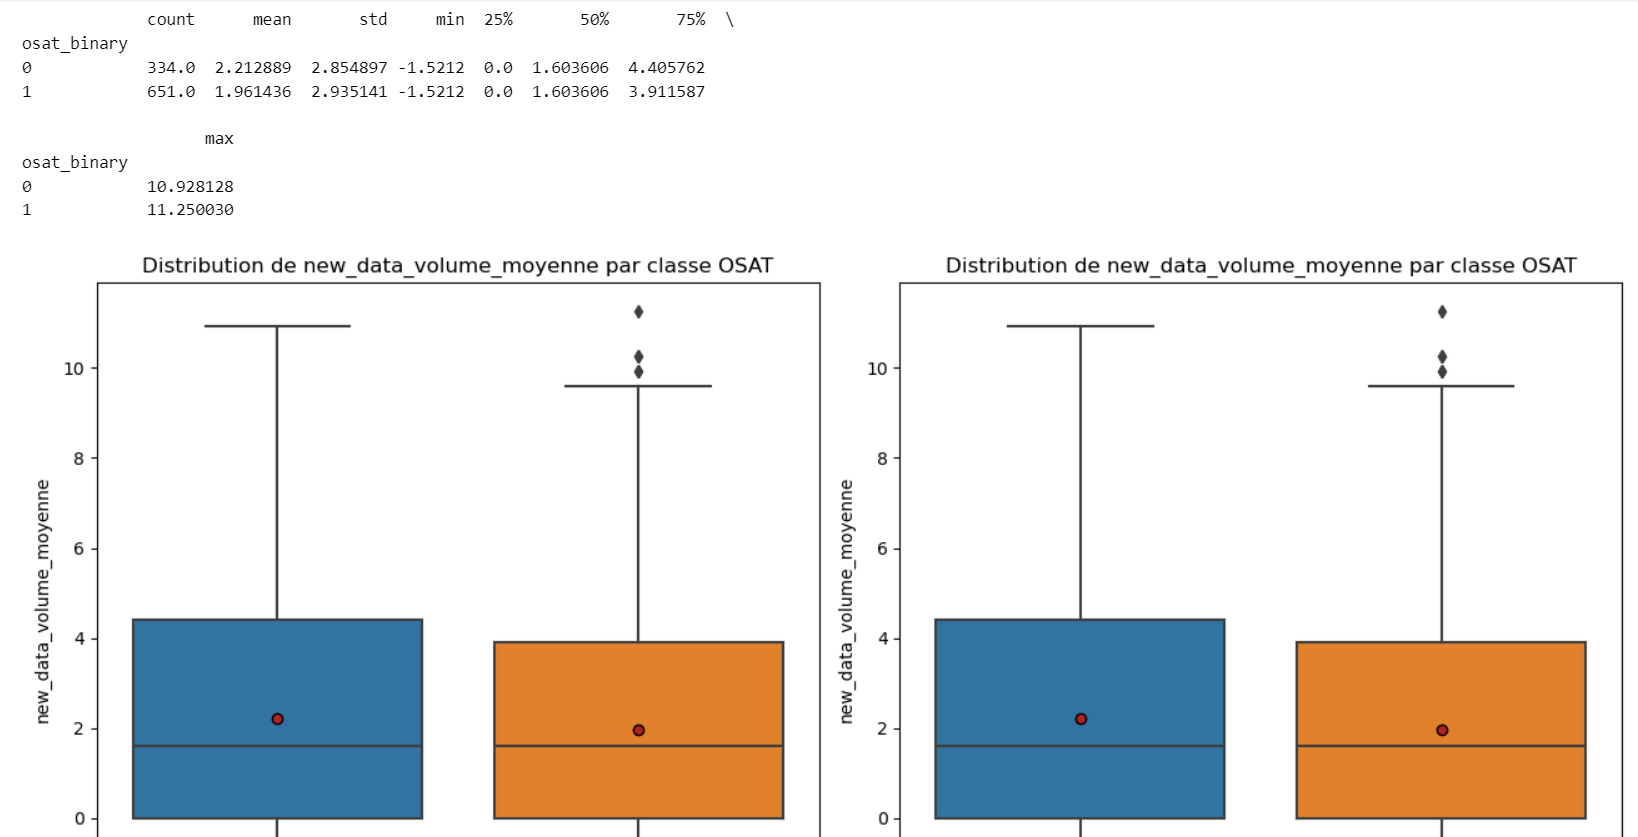 count mean std min 25% 50% 75% \
osat_binary
0 334.0 2.212889 2.854897 -1.5212 0.0 1.603606 4.405762
1 651.0 1.961436 2.935141 -1.5212 0.0 1.603606 3.911587
max
osat_binary
0 10.928128
1 11.250030
Distribution de new_data_volume_moyenne par classe OSAT
new_data_volume_moyenne
10
8
6
4
2
0
Distribution de new_data_volume_moyenne par classe OSAT
new_data_volume_moyenne
10
8
6
4
2
0